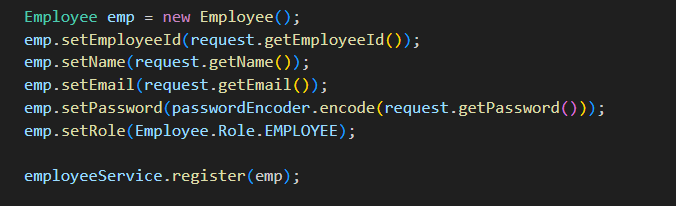 Employee emp = new Employee();
emp.setEmployeeId(request.getEmployeeId());
emp.setName(request.getName());
emp.setEmail(request.getEmail());
emp.setPassword(passwordEncoder.encode(request.getPassword()));
emp.setRole(Employee.Role.EMPLOYEE);
employeeService.register(emp);